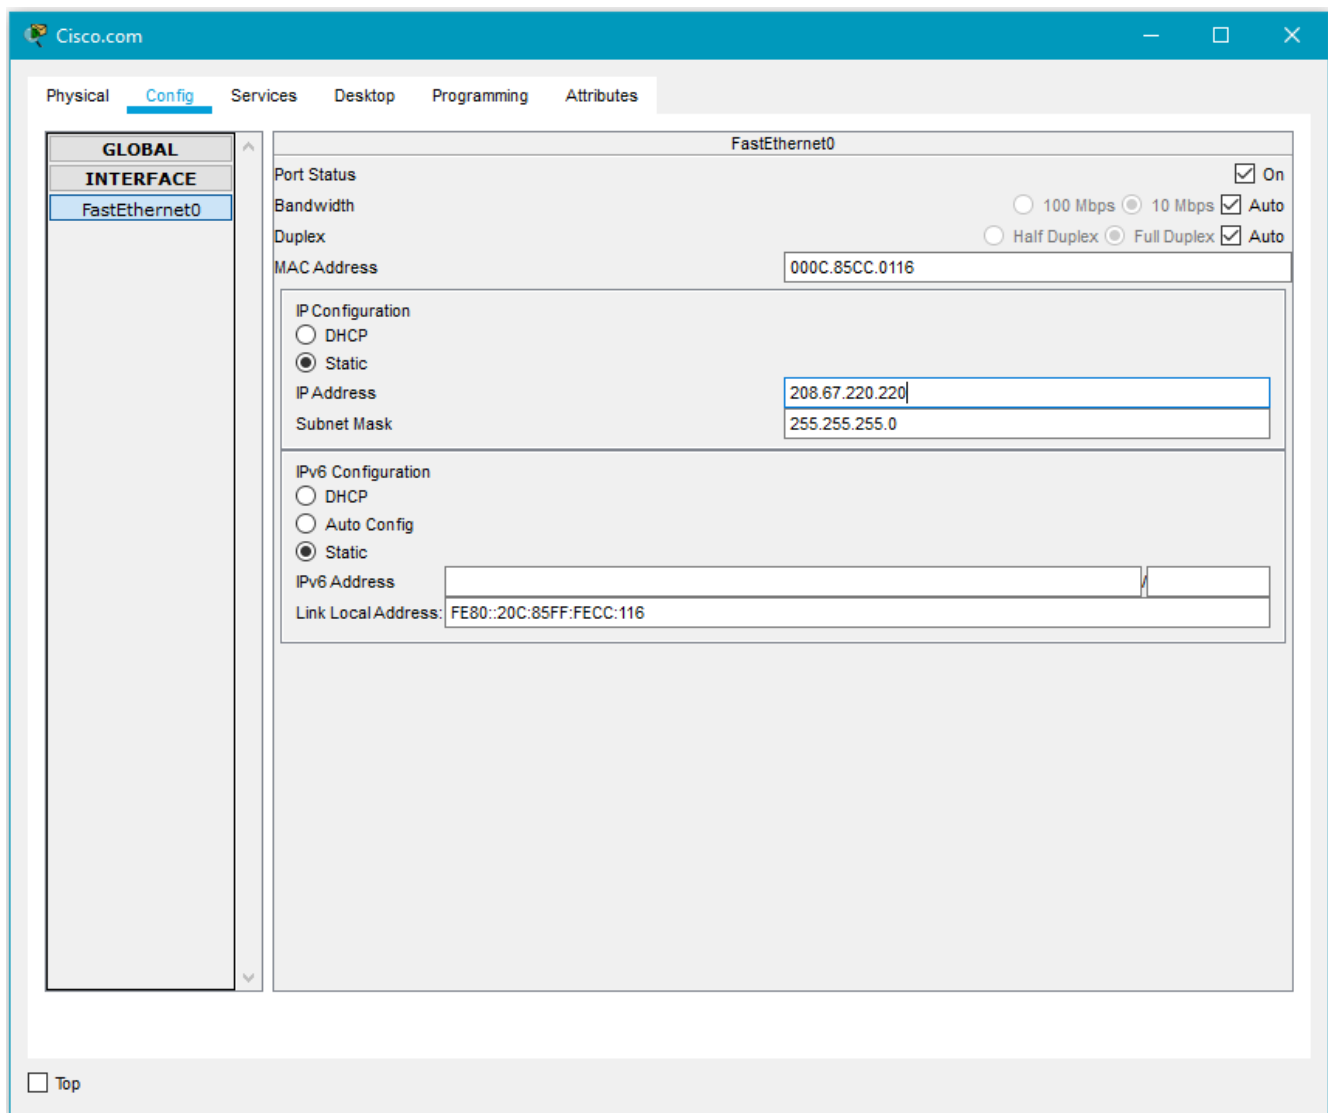 Cisco.com
Physical Config Services Desktop Programming Attributes
GLOBAL
INTERFACE
FastEthernet0
FastEthernet0
Port Status On
Bandwidth 100 Mbps 10 Mbps Auto
Duplex Half Duplex Full Duplex Auto
MAC Address 000C.85CC.0116
IP Configuration
DHCP
Static
IP Address 208.67.220.220
Subnet Mask 255.255.255.0
IPv6 Configuration
DHCP
Auto Config
Static
IPv6 Address /
Link Local Address: FE80::20C:85FF:FECC:116
Top